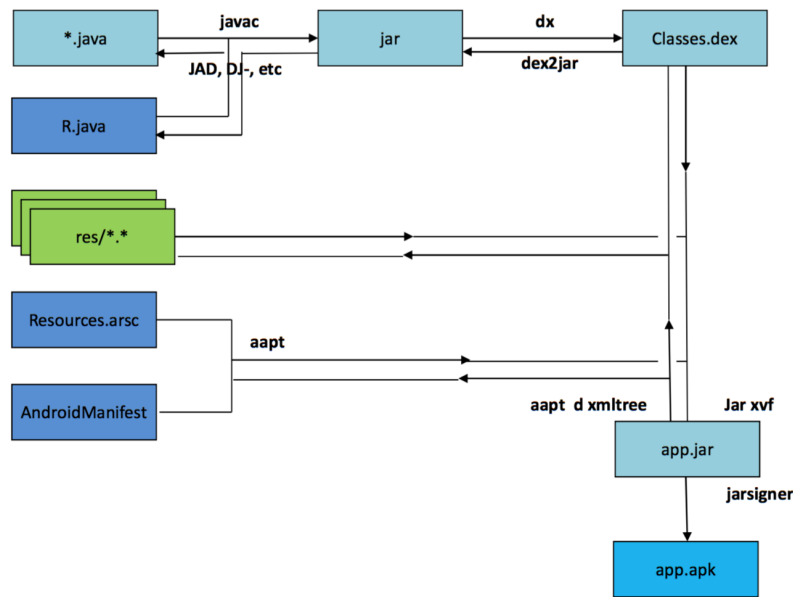 *.java
javac
jar
dx
Classes.dex
JAD, DJ-, etc
dex2jar
R.java
res/*.*
Resources.arsc
aapt
AndroidManifest
aapt d xmltree
Jar xvf
app.jar
jarsigner
app.apk